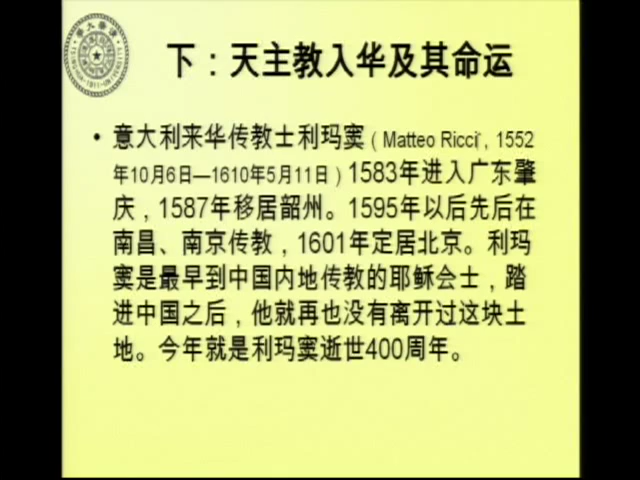 下：天主教入华及其命运
• 意大利来华传教士利玛窦（Matteo Ricci，1552
年10月6日—1610年5月11日）1583年进入广东肇
庆，1587年移居韶州。1595年以后先后在
南昌、南京传教，1601年定居北京。利玛
窦是最早到中国内地传教的耶稣会士，踏
进中国之后，他就再也没有离开过这块土
地。今年就是利玛窦逝世400周年。